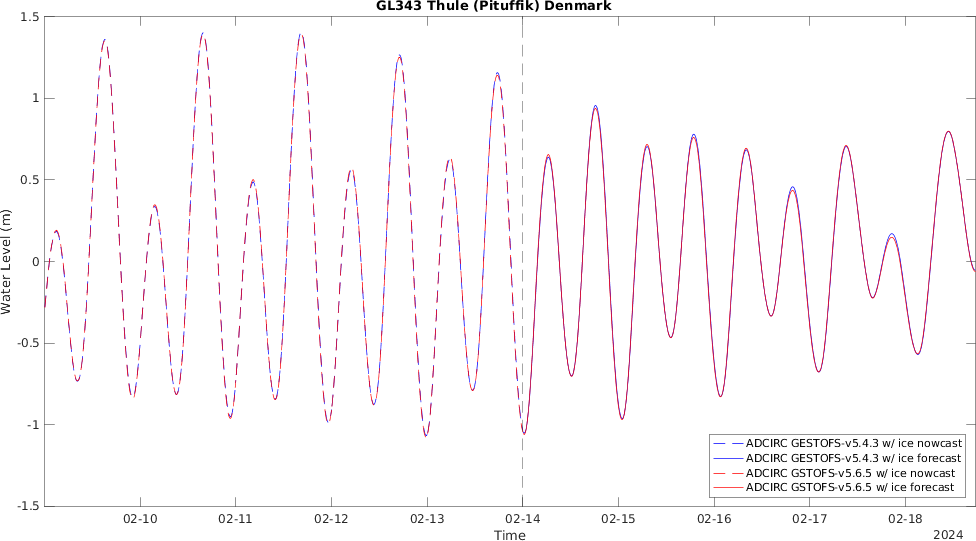 GL343 Thule (Pituffik) Denmark
1.5
1
0.5
0
-0.5
-1
-1.5
Water Level (m)
02-10 02-11 02-12 02-13 02-14 02-15 02-16 02-17 02-18
Time
2024
ADCIRC GESTOFS-v5.4.3 w/ ice nowcast
ADCIRC GESTOFS-v5.4.3 w/ ice forecast
ADCIRC GSTOFS-v5.6.5 w/ ice nowcast
ADCIRC GSTOFS-v5.6.5 w/ ice forecast